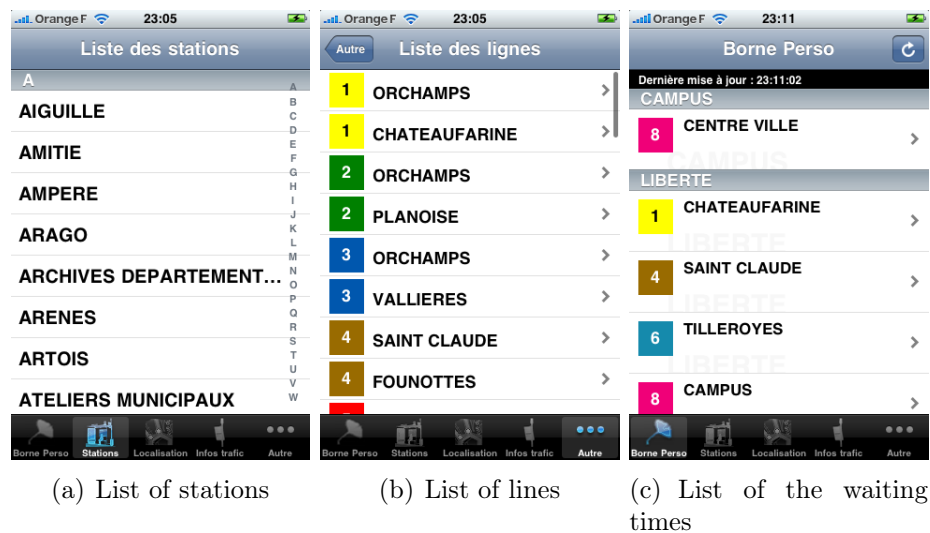 Orange F 23:05
Liste des stations
A
AIGUILLE
AMITIE
AMPERE
ARAGO
ARCHIVES DEPARTEMENT...
ARENES
ARTOIS
ATELIERS MUNICIPAUX
A
B
C
D
E
F
G
H
I
J
K
L
M
N
O
P
Q
R
S
T
U
V
W
Borne Perso Stations Localisation Infos trafic Autre
(a) List of stations
Orange F 23:05
Autre Liste des lignes
1 ORCHAMPS
1 CHATEAUFARINE
2 ORCHAMPS
2 PLANOISE
3 ORCHAMPS
3 VALLIERES
4 SAINT CLAUDE
4 FOUNOTTES
Borne Perso Stations Localisation Infos trafic Autre
(b) List of lines
Orange F 23:11
Borne Perso
Dernière mise à jour : 23:11:02
CAMPUS
8 CENTRE VILLE
CAMPUS
LIBERTE
1 CHATEAUFARINE
LIBERTE
4 SAINT CLAUDE
LIBERTE
6 TILLEROYES
LIBERTE
8 CAMPUS
Borne Perso Stations Localisation Infos trafic Autre
(c) List of the waiting
times